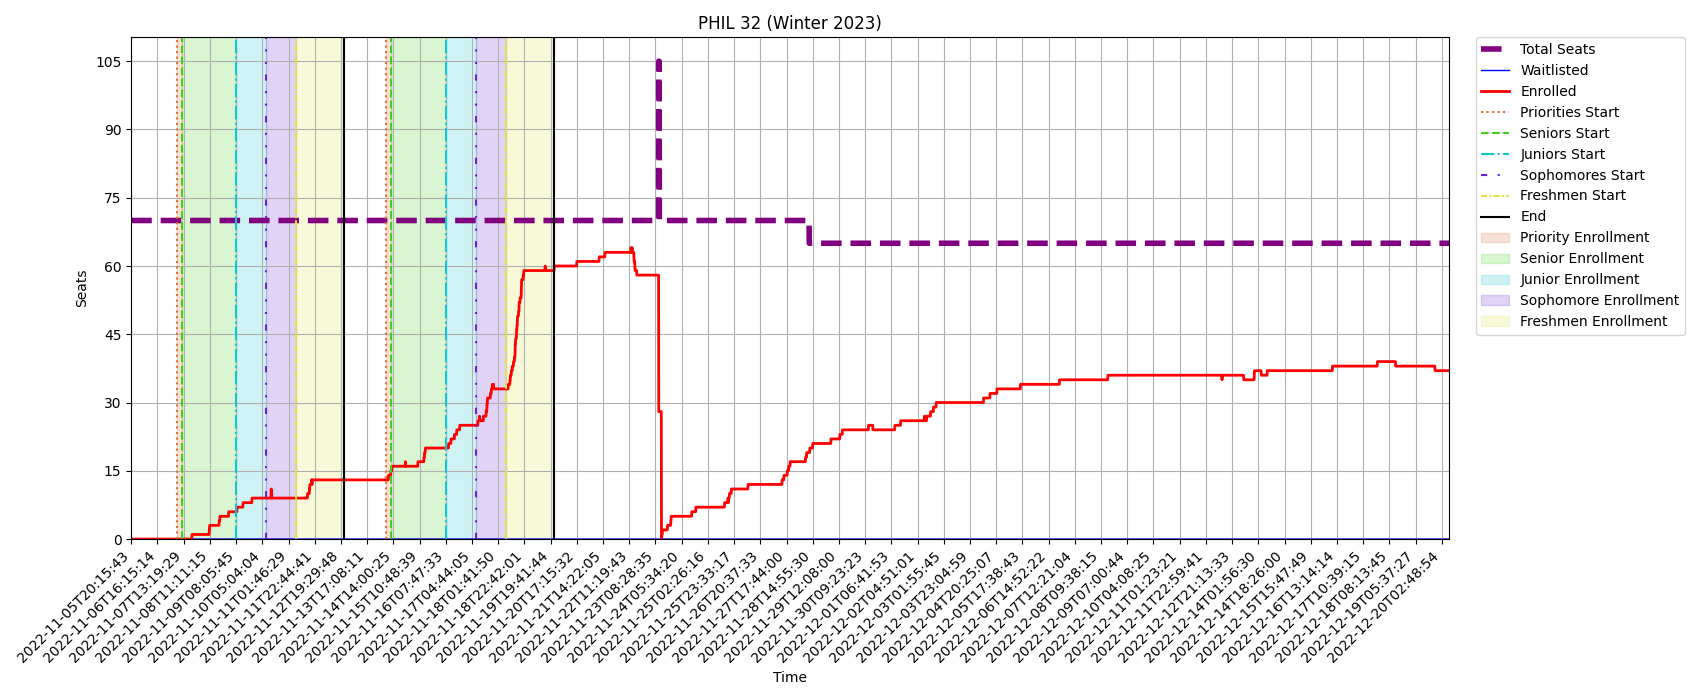 PHIL 32 (Winter 2023)
105
90
75
60
45
30
15
0
Seats
2022-11-05T20:15:43
2022-11-06T16:15:14
2022-11-07T13:19:29
2022-11-08T11:11:15
2022-11-09T08:05:45
2022-11-10T05:04:04
2022-11-11T01:46:29
2022-11-11T22:44:41
2022-11-12T19:29:48
2022-11-13T17:08:11
2022-11-14T14:00:25
2022-11-15T10:48:39
2022-11-16T07:47:33
2022-11-17T04:44:05
2022-11-18T01:41:50
2022-11-18T22:42:01
2022-11-19T19:41:44
2022-11-20T17:15:32
2022-11-21T14:22:05
2022-11-22T11:19:43
2022-11-23T08:28:35
2022-11-24T05:34:20
2022-11-25T02:26:16
2022-11-25T23:33:17
2022-11-26T20:37:33
2022-11-27T17:44:00
2022-11-28T14:55:30
2022-11-29T12:08:00
2022-11-30T09:23:23
2022-12-01T06:41:53
2022-12-02T04:51:01
2022-12-03T01:55:45
2022-12-03T23:04:59
2022-12-04T20:25:07
2022-12-05T17:38:43
2022-12-06T14:52:22
2022-12-07T12:21:04
2022-12-08T09:38:15
2022-12-09T07:00:44
2022-12-10T04:08:25
2022-12-11T01:23:21
2022-12-11T22:59:41
2022-12-12T21:13:33
2022-12-14T18:26:00
2022-12-15T15:47:49
2022-12-16T13:14:14
2022-12-17T10:39:15
2022-12-18T08:13:45
2022-12-19T05:37:27
2022-12-20T02:48:54
Time
Total Seats
Waitlisted
Enrolled
Priorities Start
Seniors Start
Juniors Start
Sophomores Start
Freshmen Start
End
Priority Enrollment
Senior Enrollment
Junior Enrollment
Sophomore Enrollment
Freshmen Enrollment